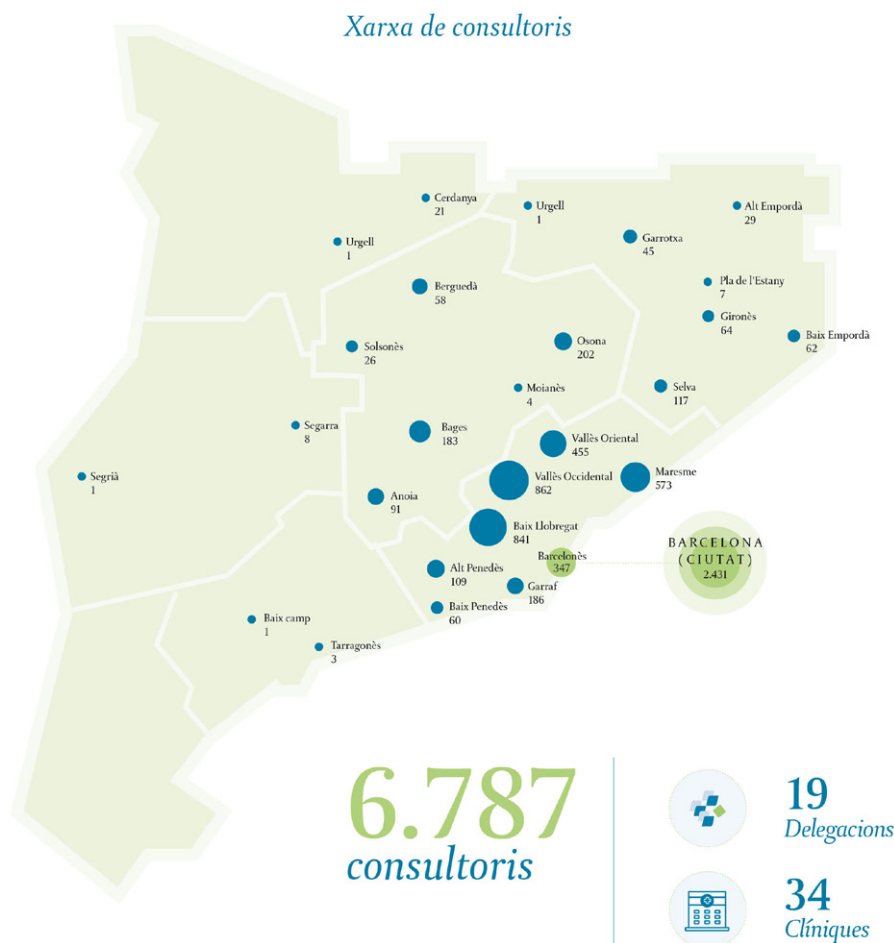 Xarxa de consultoris
Cerdanya
21
Urgell
1
Alt Empordà
29
Urgell
1
Garrotxa
45
Berguedà
58
Pla de l'Estany
7
Gironès
64
Baix Empordà
62
Solsonès
26
Osona
202
Moianès
4
Selva
117
Segarra
8
Bages
183
Vallès Oriental
455
Segrià
1
Vallès Occidental
862
Maresme
573
Anoia
91
Baix Llobregat
841
Barcelonès
347
BARCELONA
(CIUTAT)
2.431
Alt Penedès
109
Garraf
186
Baix Penedès
60
Baix camp
1
Tarragonès
3
6.787
consultoris
19
Delegacions
34
Clíniques